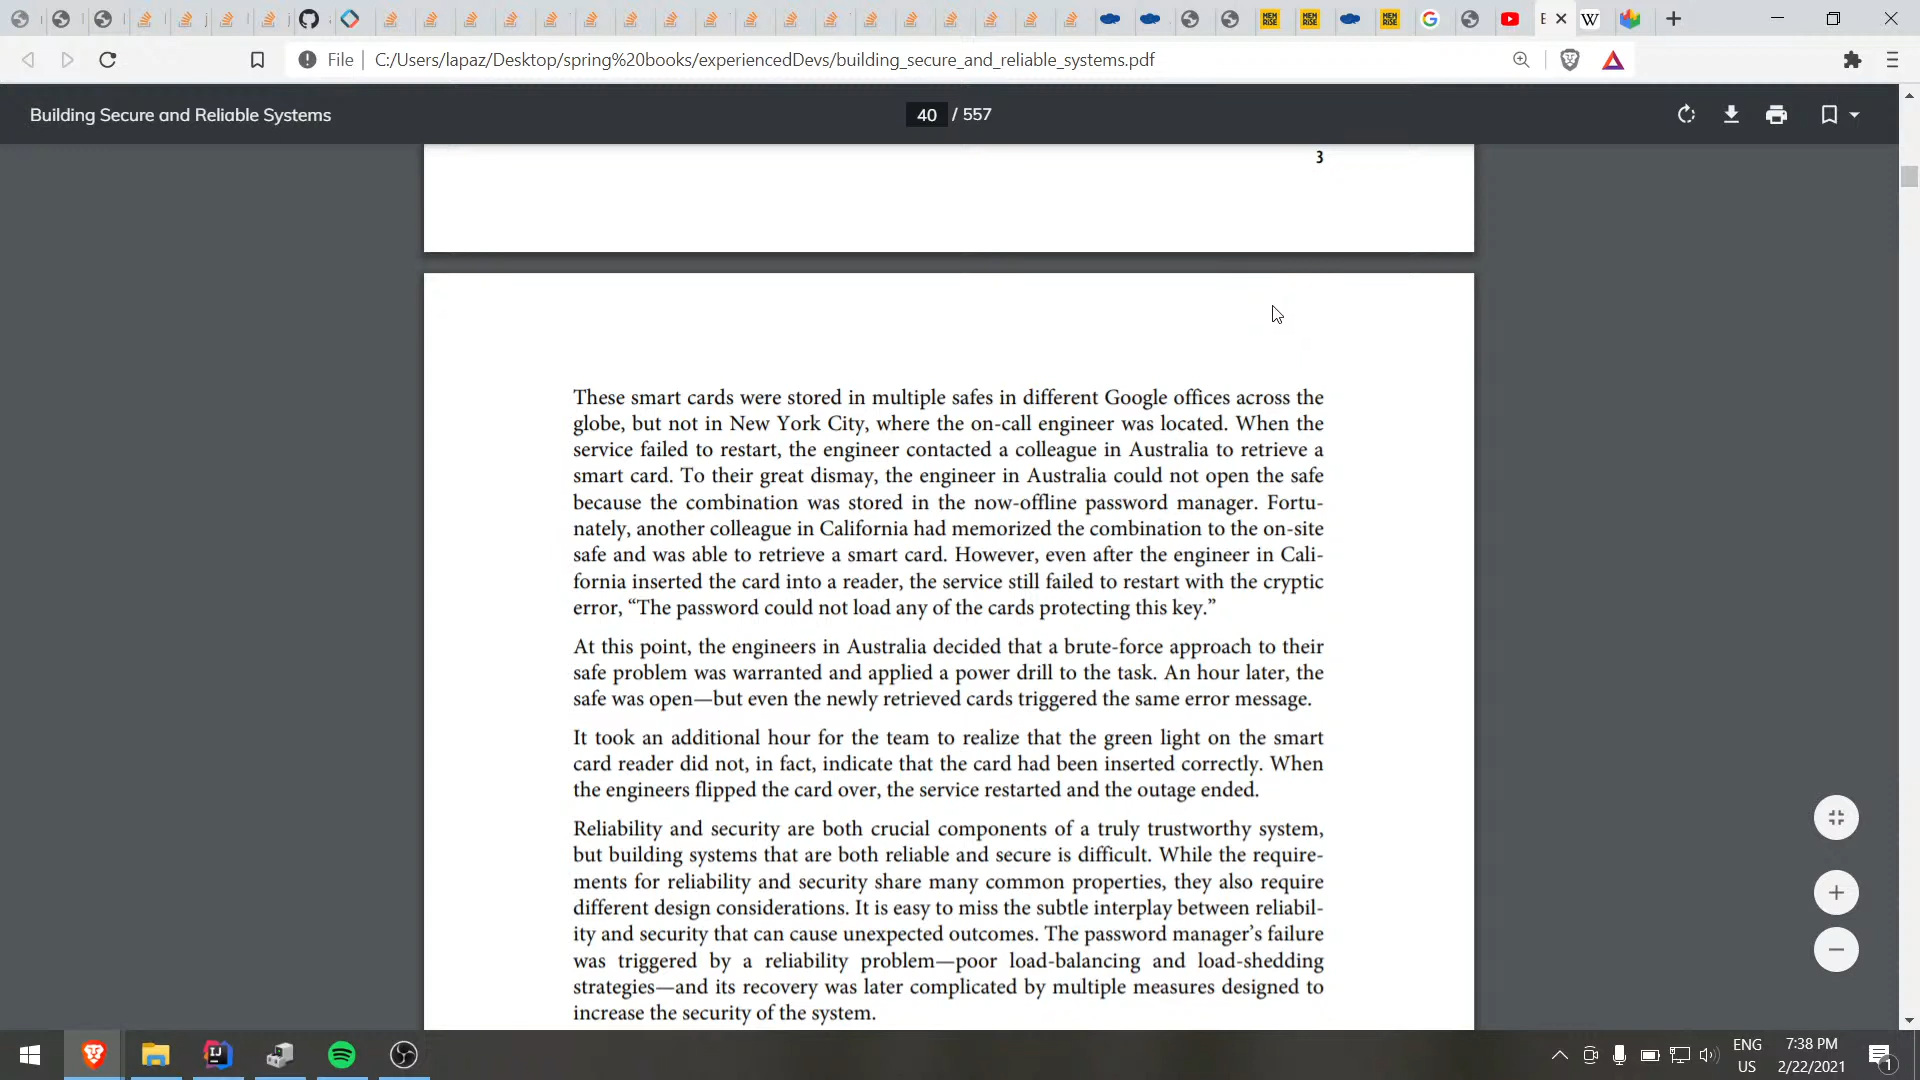 File
C:/Users/lapaz/Desktop/spring%20books/experiencedDevs/building_secure_and_reliable_systems.pdf
Building Secure and Reliable Systems
40 / 557
3
These smart cards were stored in multiple safes in different Google offices across the
globe, but not in New York City, where the on-call engineer was located. When the
service failed to restart, the engineer contacted a colleague in Australia to retrieve a
smart card. To their great dismay, the engineer in Australia could not open the safe
because the combination was stored in the now-offline password manager. Fortu-
nately, another colleague in California had memorized the combination to the on-site
safe and was able to retrieve a smart card. However, even after the engineer in Cali-
fornia inserted the card into a reader, the service still failed to restart with the cryptic
error, “The password could not load any of the cards protecting this key.”
At this point, the engineers in Australia decided that a brute-force approach to their
safe problem was warranted and applied a power drill to the task. An hour later, the
safe was open—but even the newly retrieved cards triggered the same error message.
It took an additional hour for the team to realize that the green light on the smart
card reader did not, in fact, indicate that the card had been inserted correctly. When
the engineers flipped the card over, the service restarted and the outage ended.
Reliability and security are both crucial components of a truly trustworthy system,
but building systems that are both reliable and secure is difficult. While the require-
ments for reliability and security share many common properties, they also require
different design considerations. It is easy to miss the subtle interplay between reliabil-
ity and security that can cause unexpected outcomes. The password manager’s failure
was triggered by a reliability problem—poor load-balancing and load-shedding
strategies—and its recovery was later complicated by multiple measures designed to
increase the security of the system.
ENG
US
7:38 PM
2/22/2021
1